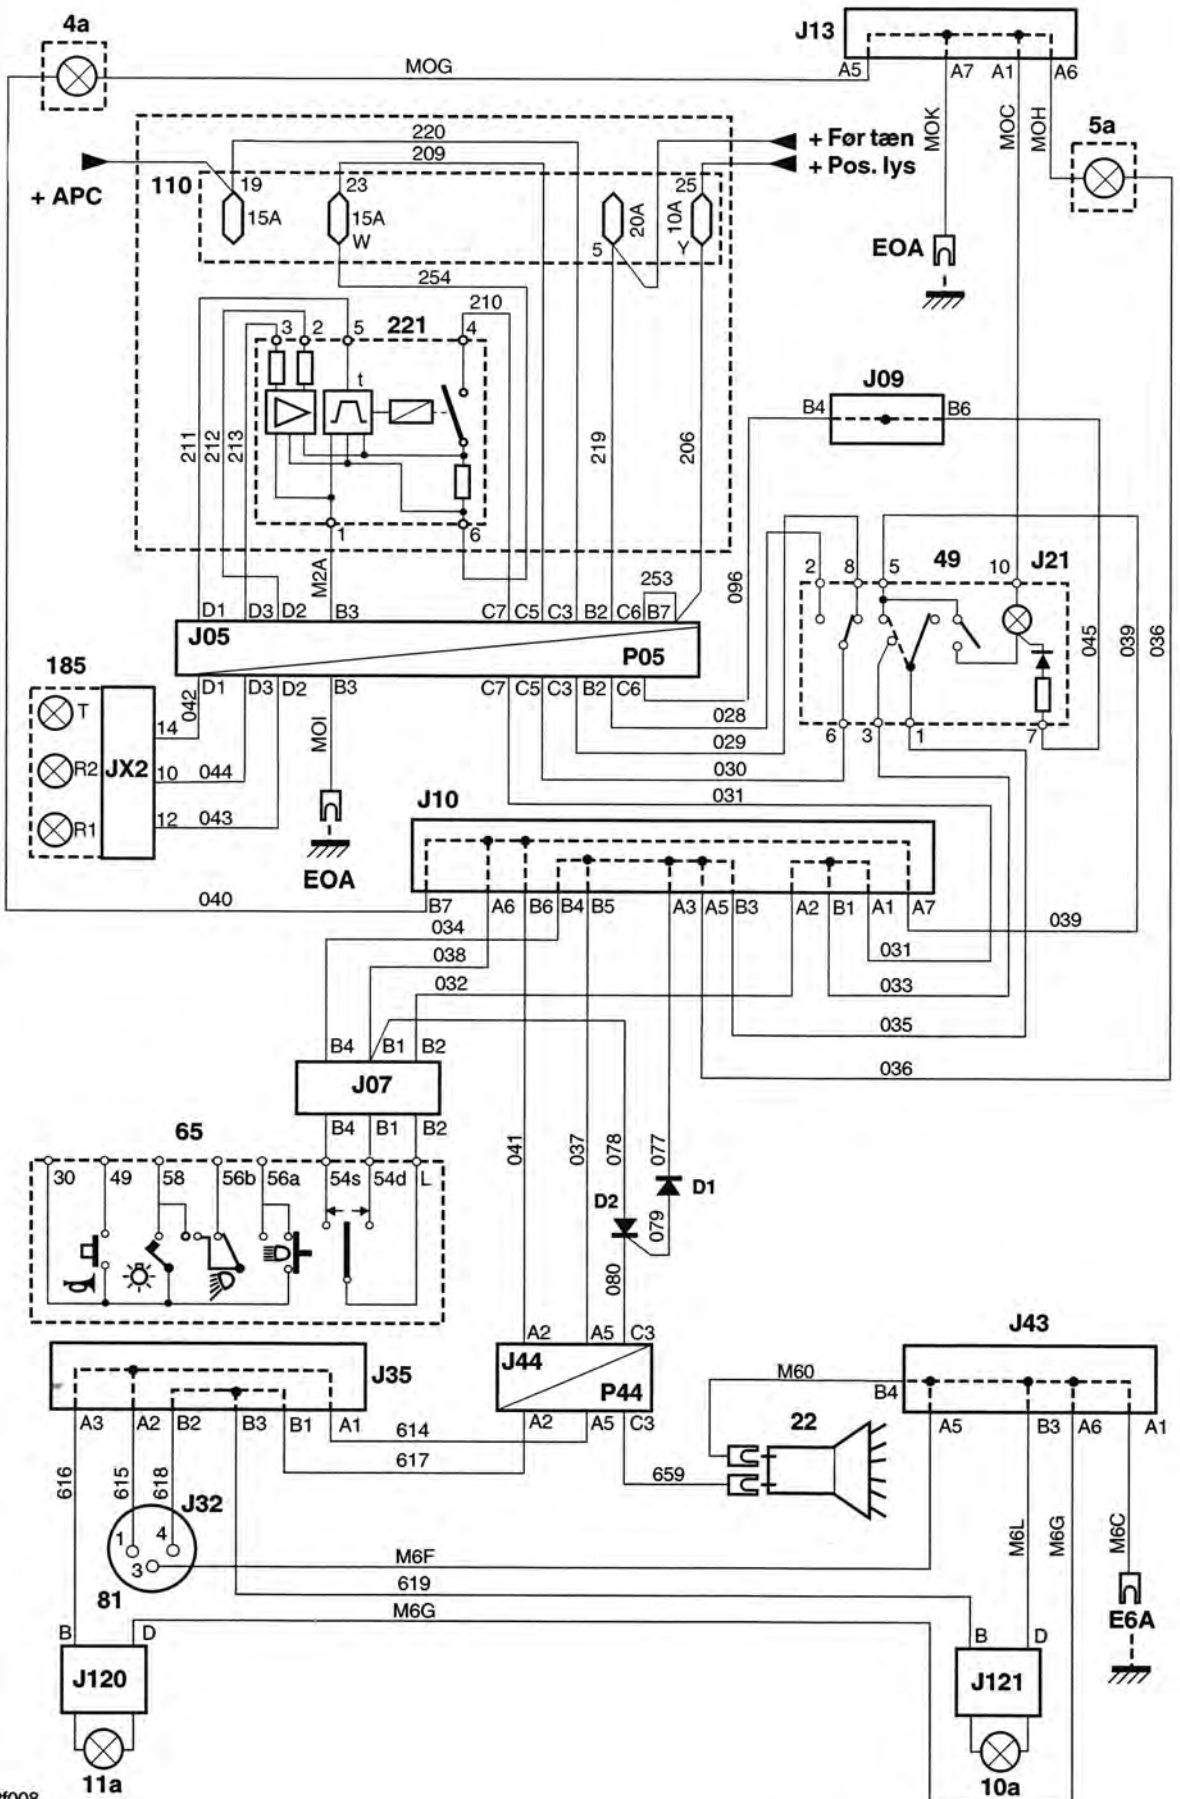 4a
J13
MOG
A5
A7
A1
A6
MOK
MOC
MOH
5a
220
209
+ Før tæn
+ Pos. lys
+ APC
110
19
23
25
15A
15A
W
20A
10A
5
Y
EOA
254
210
3
2
5
221
4
t
J09
B4
B6
211
212
213
219
206
1
6
M2A
253
096
2
8
5
49
10
J21
D1
D3
D2
B3
C7
C5
C3
B2
C6
B7
J05
P05
045
039
036
185
D1
D3
D2
B3
C7
C5
C3
B2
C6
042
T
14
028
6
3
1
7
MOI
029
R2
JX2
10
044
030
R1
12
043
031
J10
EOA
040
B7
A6
B6
B4
B5
A3
A5
B3
A2
B1
A1
A7
034
039
038
031
032
033
035
B4
B1
B2
036
J07
B4
B1
B2
65
041
037
078
077
30
49
58
56b
56a
54s
54d
L
D1
D2
079
080
A2
A5
C3
J43
J35
J44
P44
M60
B4
A3
A2
B2
B3
B1
A1
A2
A5
C3
22
A5
B3
A6
A1
614
617
659
616
615
618
J32
1
4
3
M6L
M6G
M6C
M6F
81
619
E6A
M6G
B
D
B
D
J120
J121
11a
10a